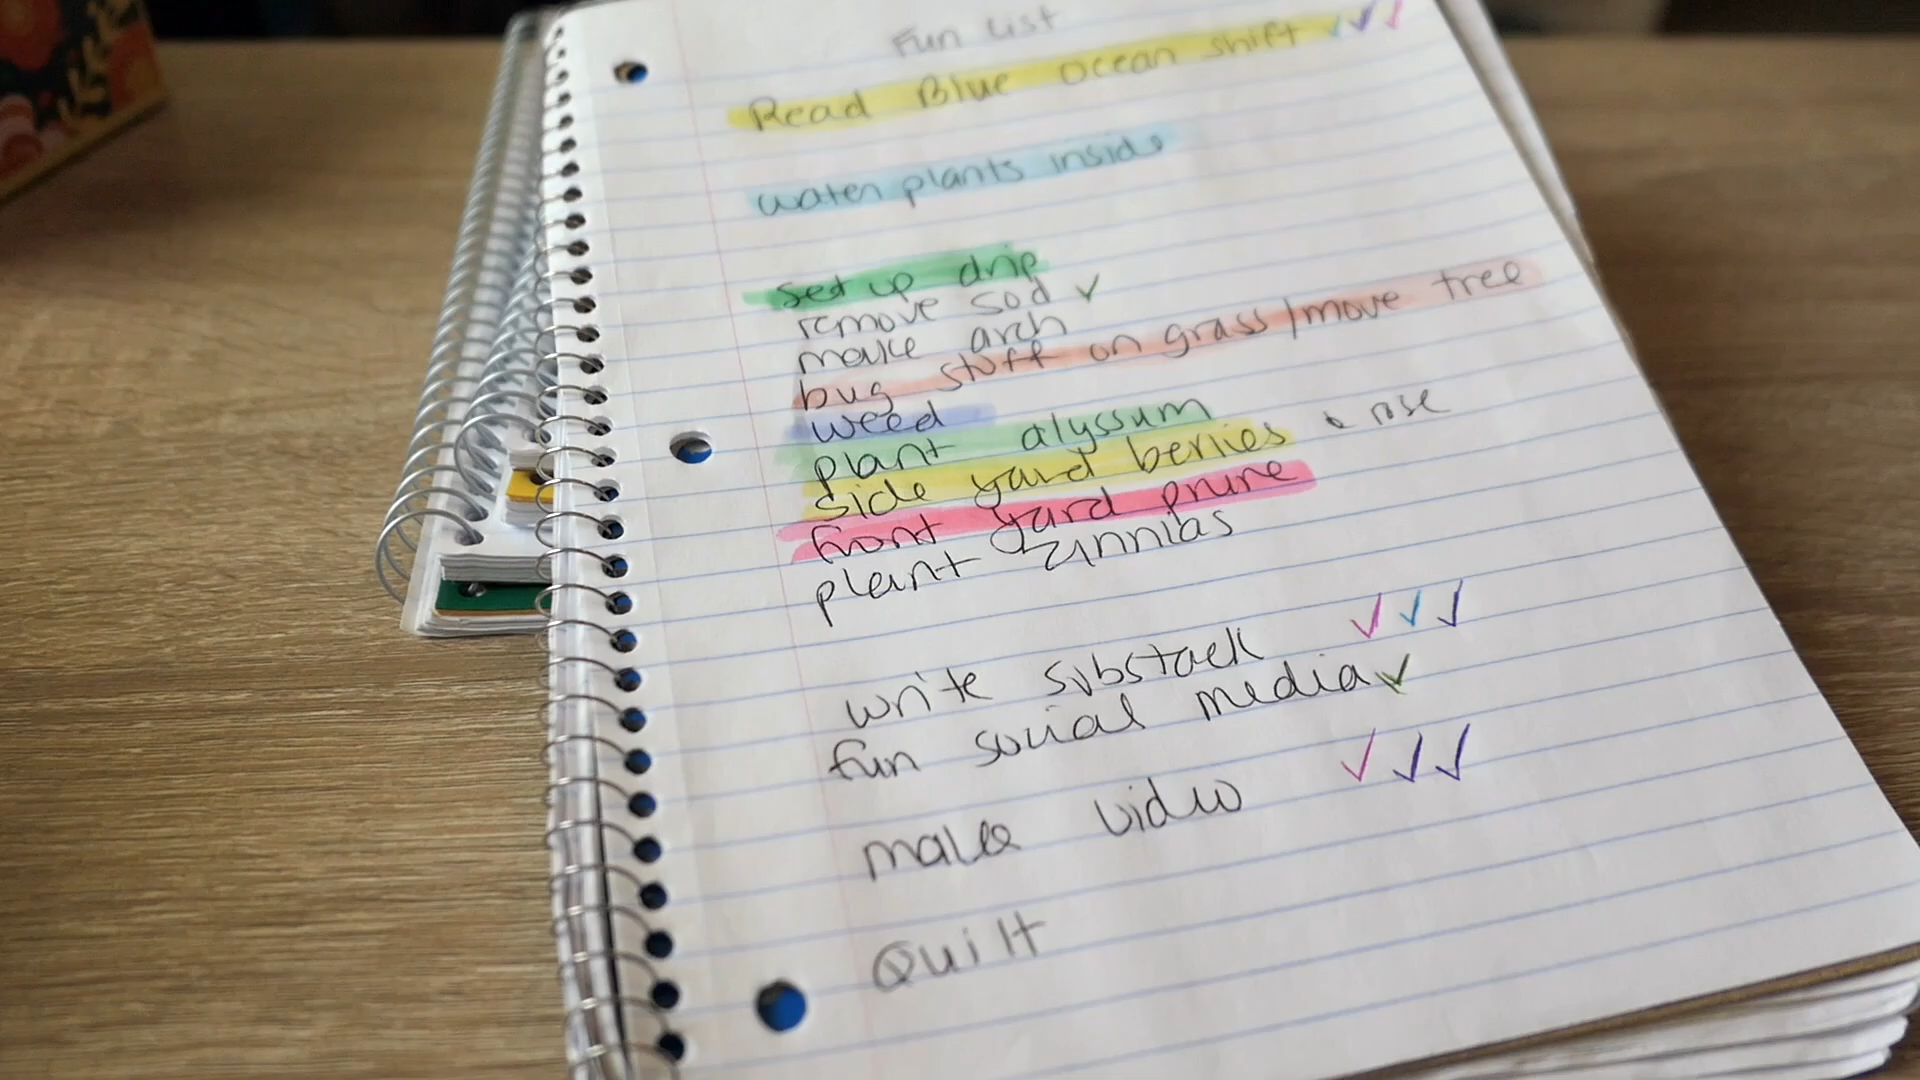 Fun List
Read Blue Ocean shift ✓✓✓
water plants inside
set up drip
remove sod ✓
make arch
bug stuff on grass/move tree
weed
plant alyssum
side yard berries & rose
front yard prune
plant zinnias
write substack ✓✓✓
fun social media ✓
make video ✓✓✓
Quilt